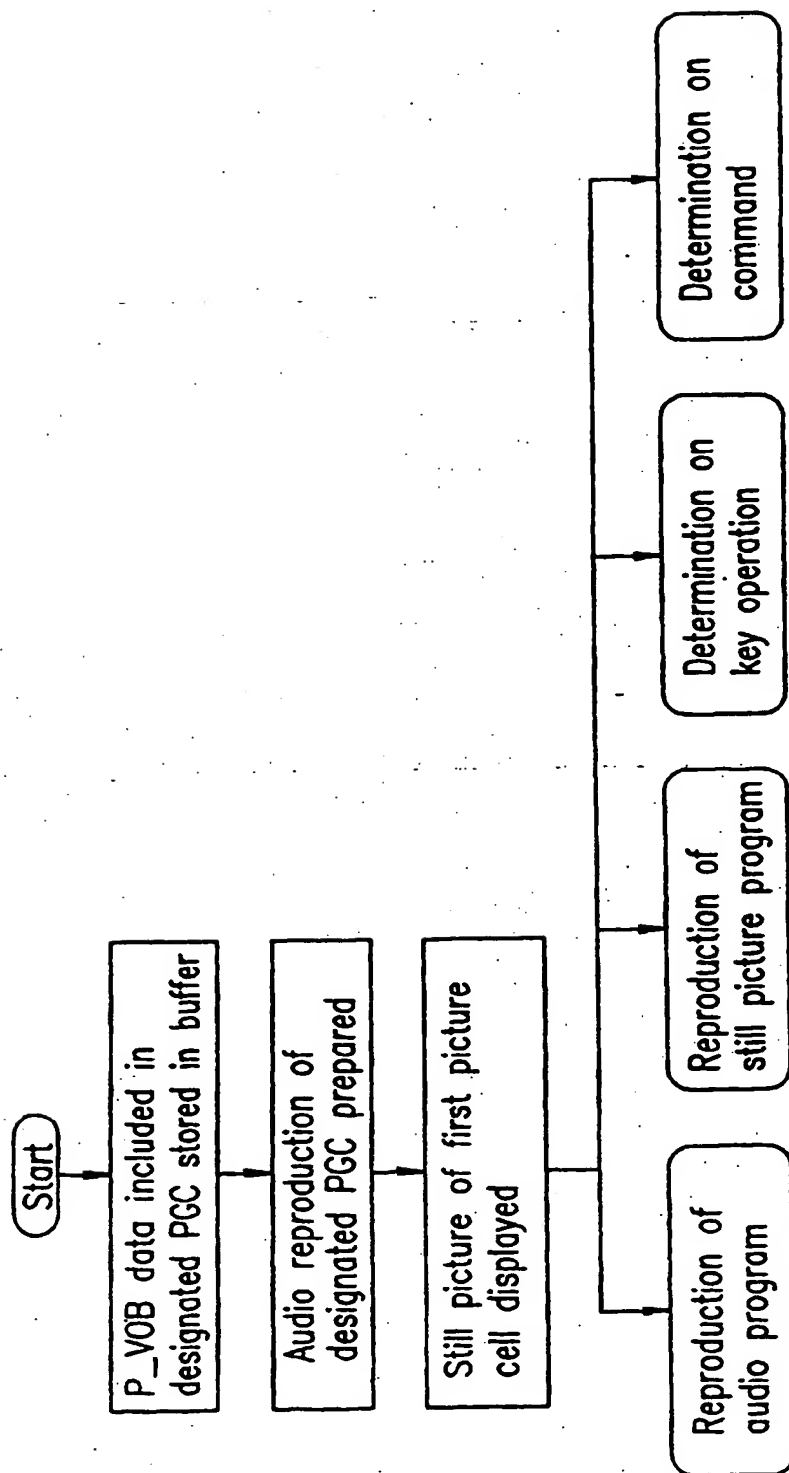 Start
P_VOB data included in
designated PGC stored in buffer
Audio reproduction of
designated PGC prepared
Still picture of first picture
cell displayed
Reproduction of
audio program
Reproduction of
still picture program
Determination on
key operation
Determination on
command